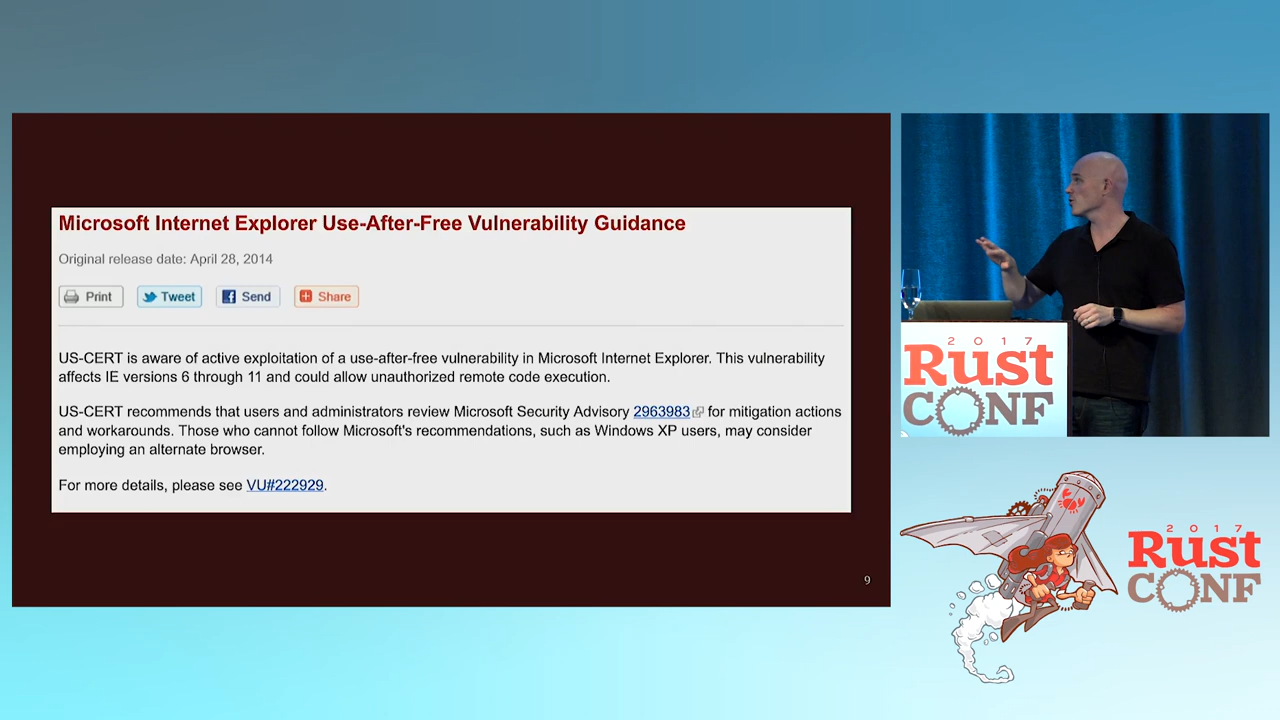 Microsoft Internet Explorer Use-After-Free Vulnerability Guidance
Original release date: April 28, 2014
Print
Tweet
Send
Share
US-CERT is aware of active exploitation of a use-after-free vulnerability in Microsoft Internet Explorer. This vulnerability
affects IE versions 6 through 11 and could allow unauthorized remote code execution.
US-CERT recommends that users and administrators review Microsoft Security Advisory 2963983 for mitigation actions
and workarounds. Those who cannot follow Microsoft's recommendations, such as Windows XP users, may consider
employing an alternate browser.
For more details, please see VU#222929.
9
2017
Rust
CONF
2017
Rust
CONF